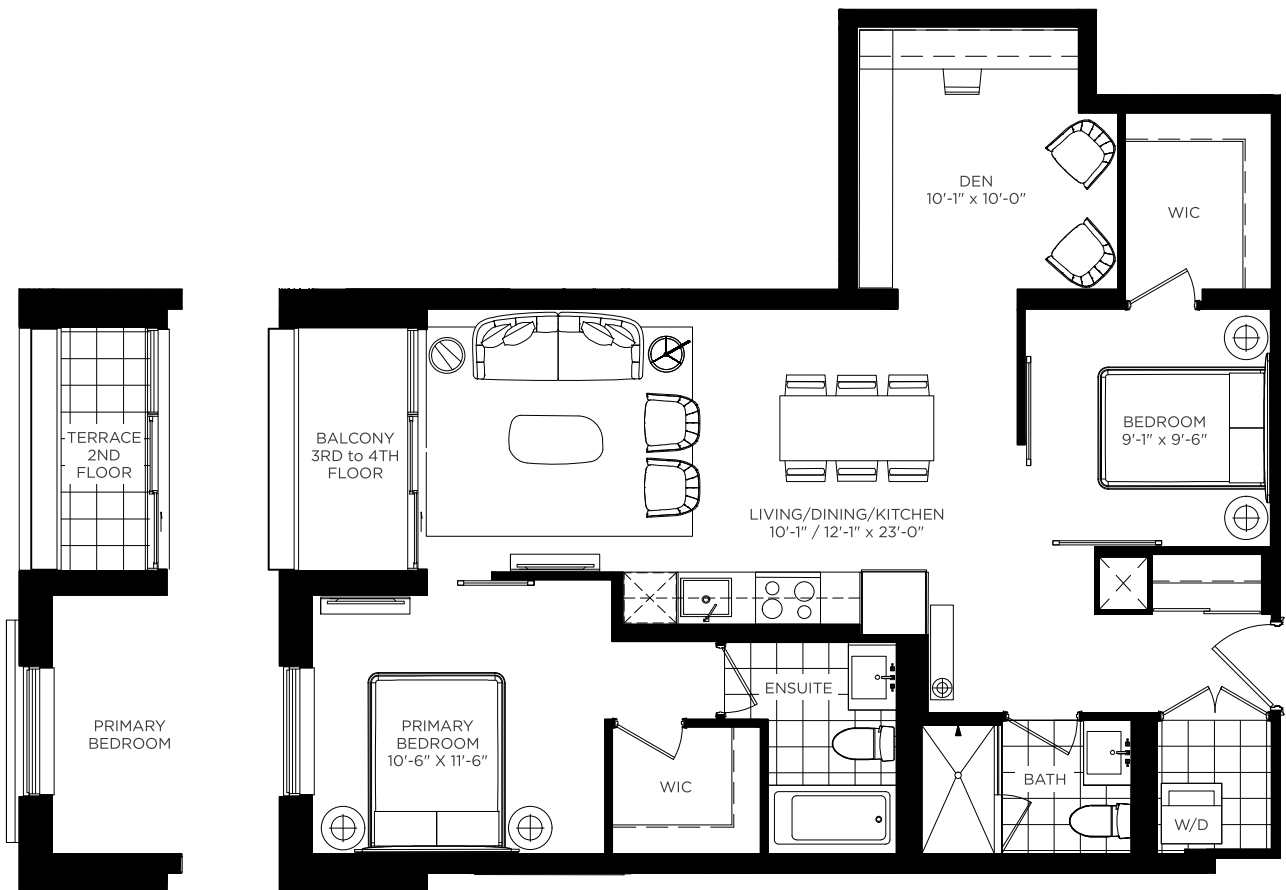 DEN
10'-1" x 10'-0"
WIC
TERRACE
2ND
FLOOR
BALCONY
3RD to 4TH
FLOOR
BEDROOM
9'-1" x 9'-6"
LIVING/DINING/KITCHEN
10'-1" / 12'-1" x 23'-0"
PRIMARY
BEDROOM
PRIMARY
BEDROOM
10'-6" X 11'-6"
ENSUITE
WIC
BATH
W/D